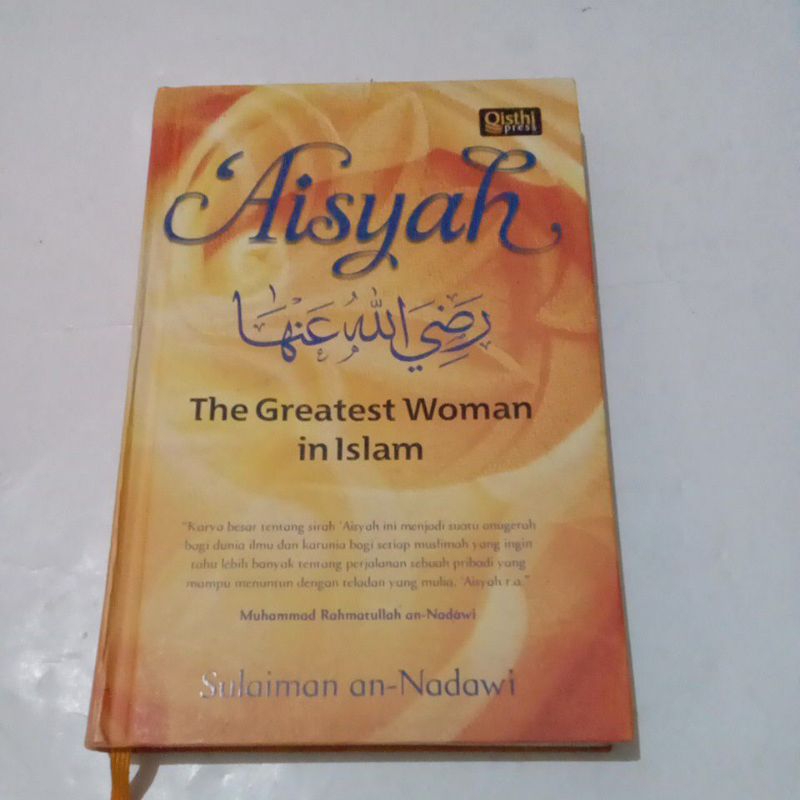 Qisthi
press
'Aisyah
رَضِيَ اللهُ عَنْهَا
The Greatest Woman
in Islam
"Karya besar tentang sirah 'Aisyah ini menjadi suatu anugerah
bagi dunia ilmu dan karunia bagi setiap muslimah yang ingin
tahu lebih banyak tentang perjalanan sebuah pribadi yang
mampu menuntun dengan teladan yang mulia, 'Aisyah r.a."
Muhammad Rahmatullah an-Nadawi
Sulaiman an-Nadawi